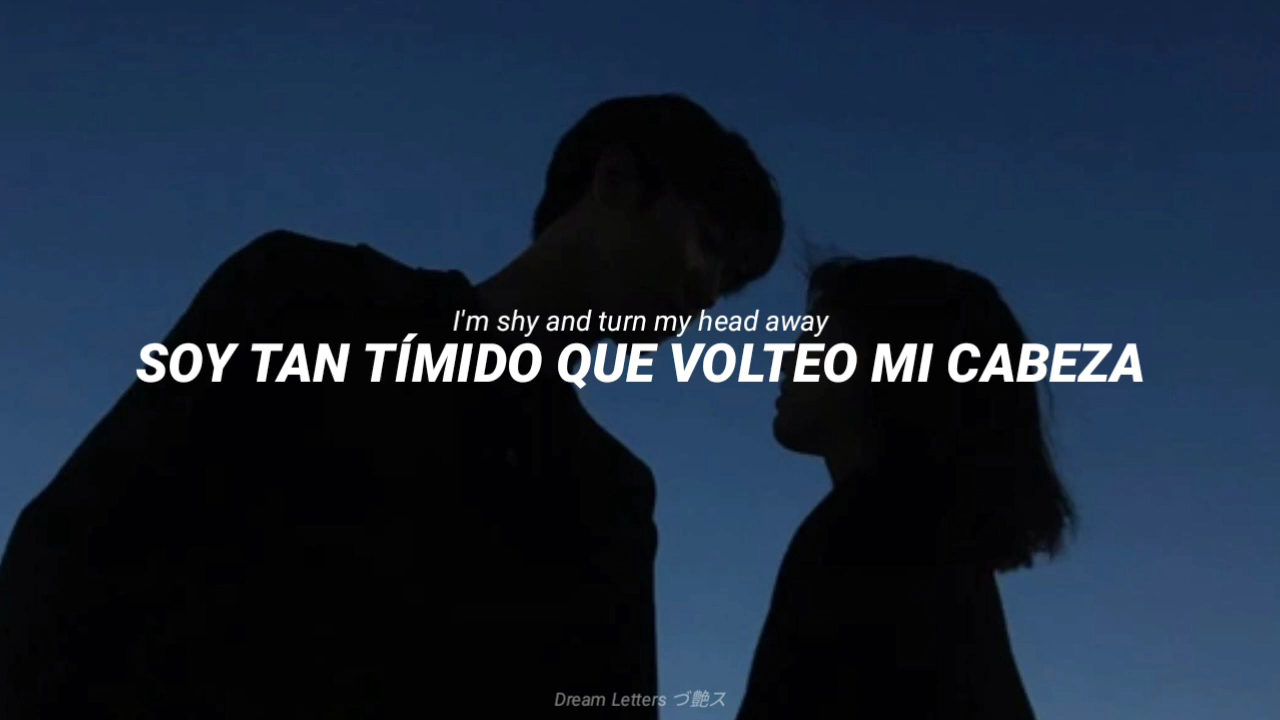 I'm shy and turn my head away
SOY TAN TÍMIDO QUE VOLTEO MI CABEZA
Dream Letters づ艶ス